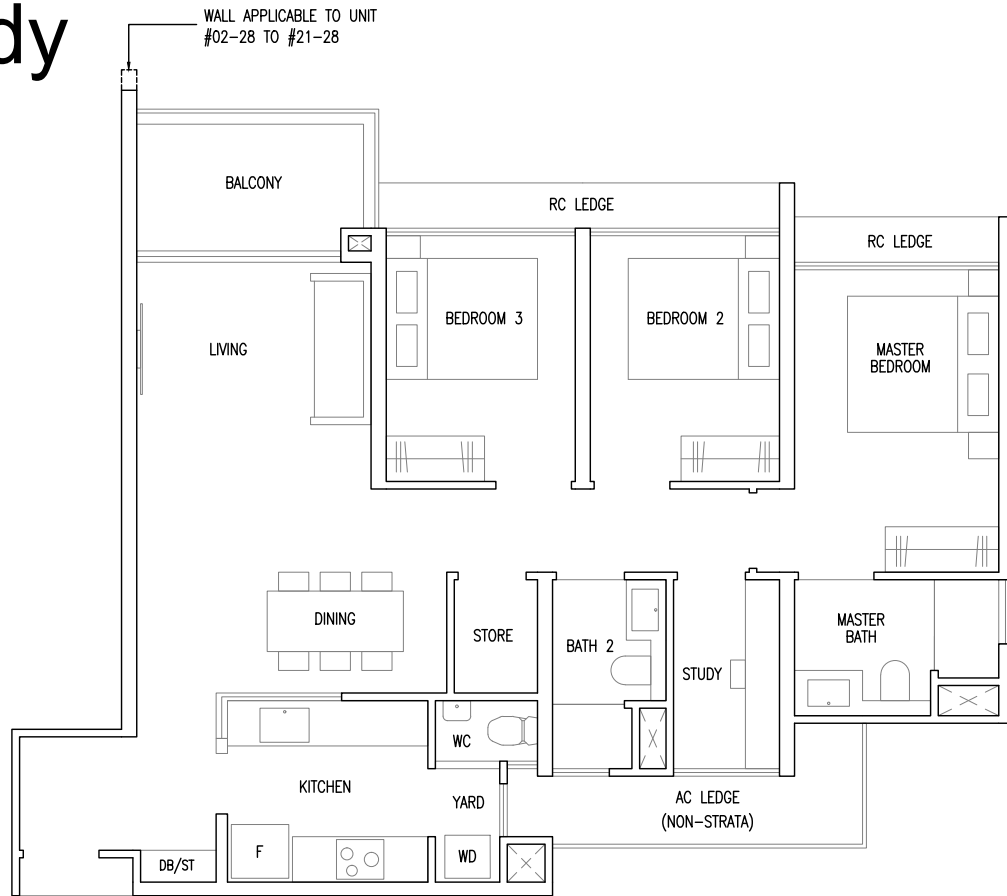 dy
WALL APPLICABLE TO UNIT
#02-28 TO #21-28
BALCONY
RC LEDGE
RC LEDGE
BEDROOM 3
BEDROOM 2
LIVING
MASTER
BEDROOM
DINING
STORE
BATH 2
MASTER
BATH
STUDY
WC
KITCHEN
YARD
AC LEDGE
(NON-STRATA)
F
WD
DB/ST